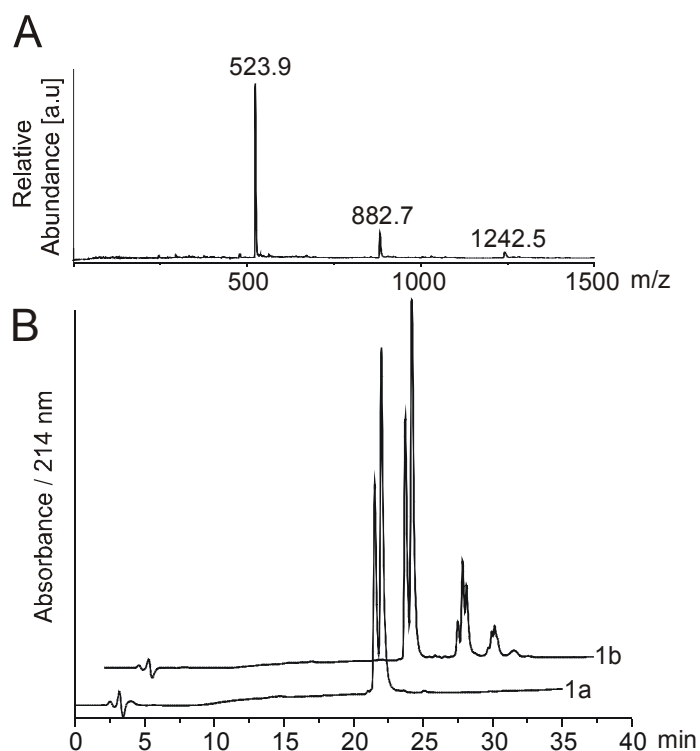 A
523.9
882.7
1242.5
Relative
Abundance [a.u]
500 1000 1500 m/z
B
Absorbance / 214 nm
1b
1a
0 5 10 15 20 25 30 35 40 min